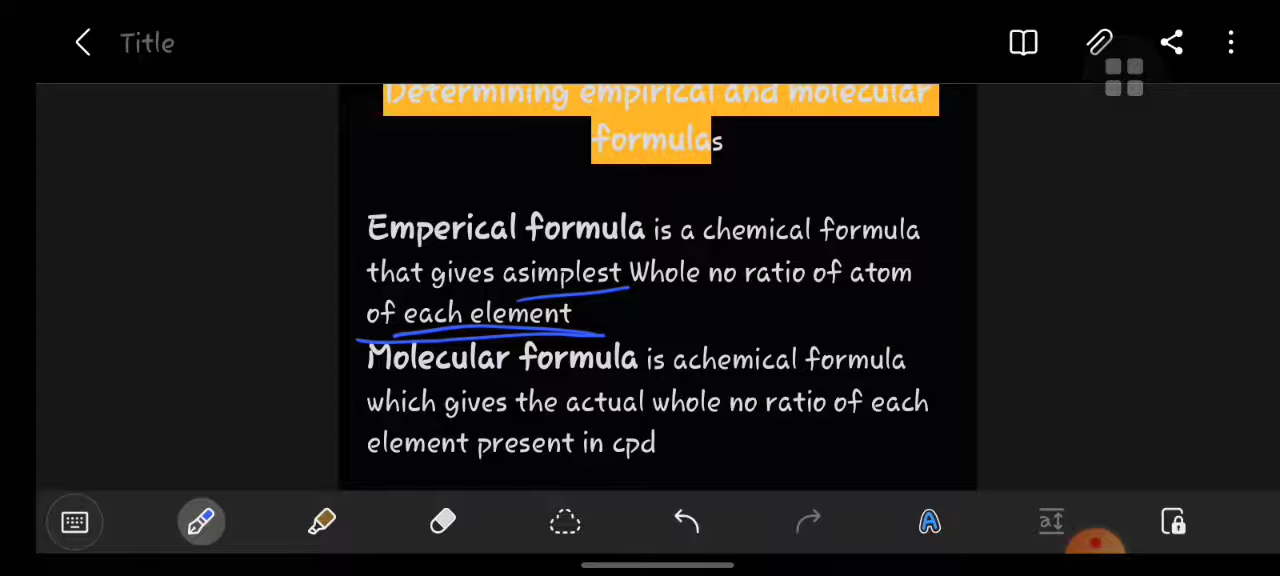 Title
Determining empirical and molecular
formulas
Emperical formula is a chemical formula
that gives asimplest Whole no ratio of atom
of each element
Molecular formula is achemical formula
which gives the actual whole no ratio of each
element present in cpd